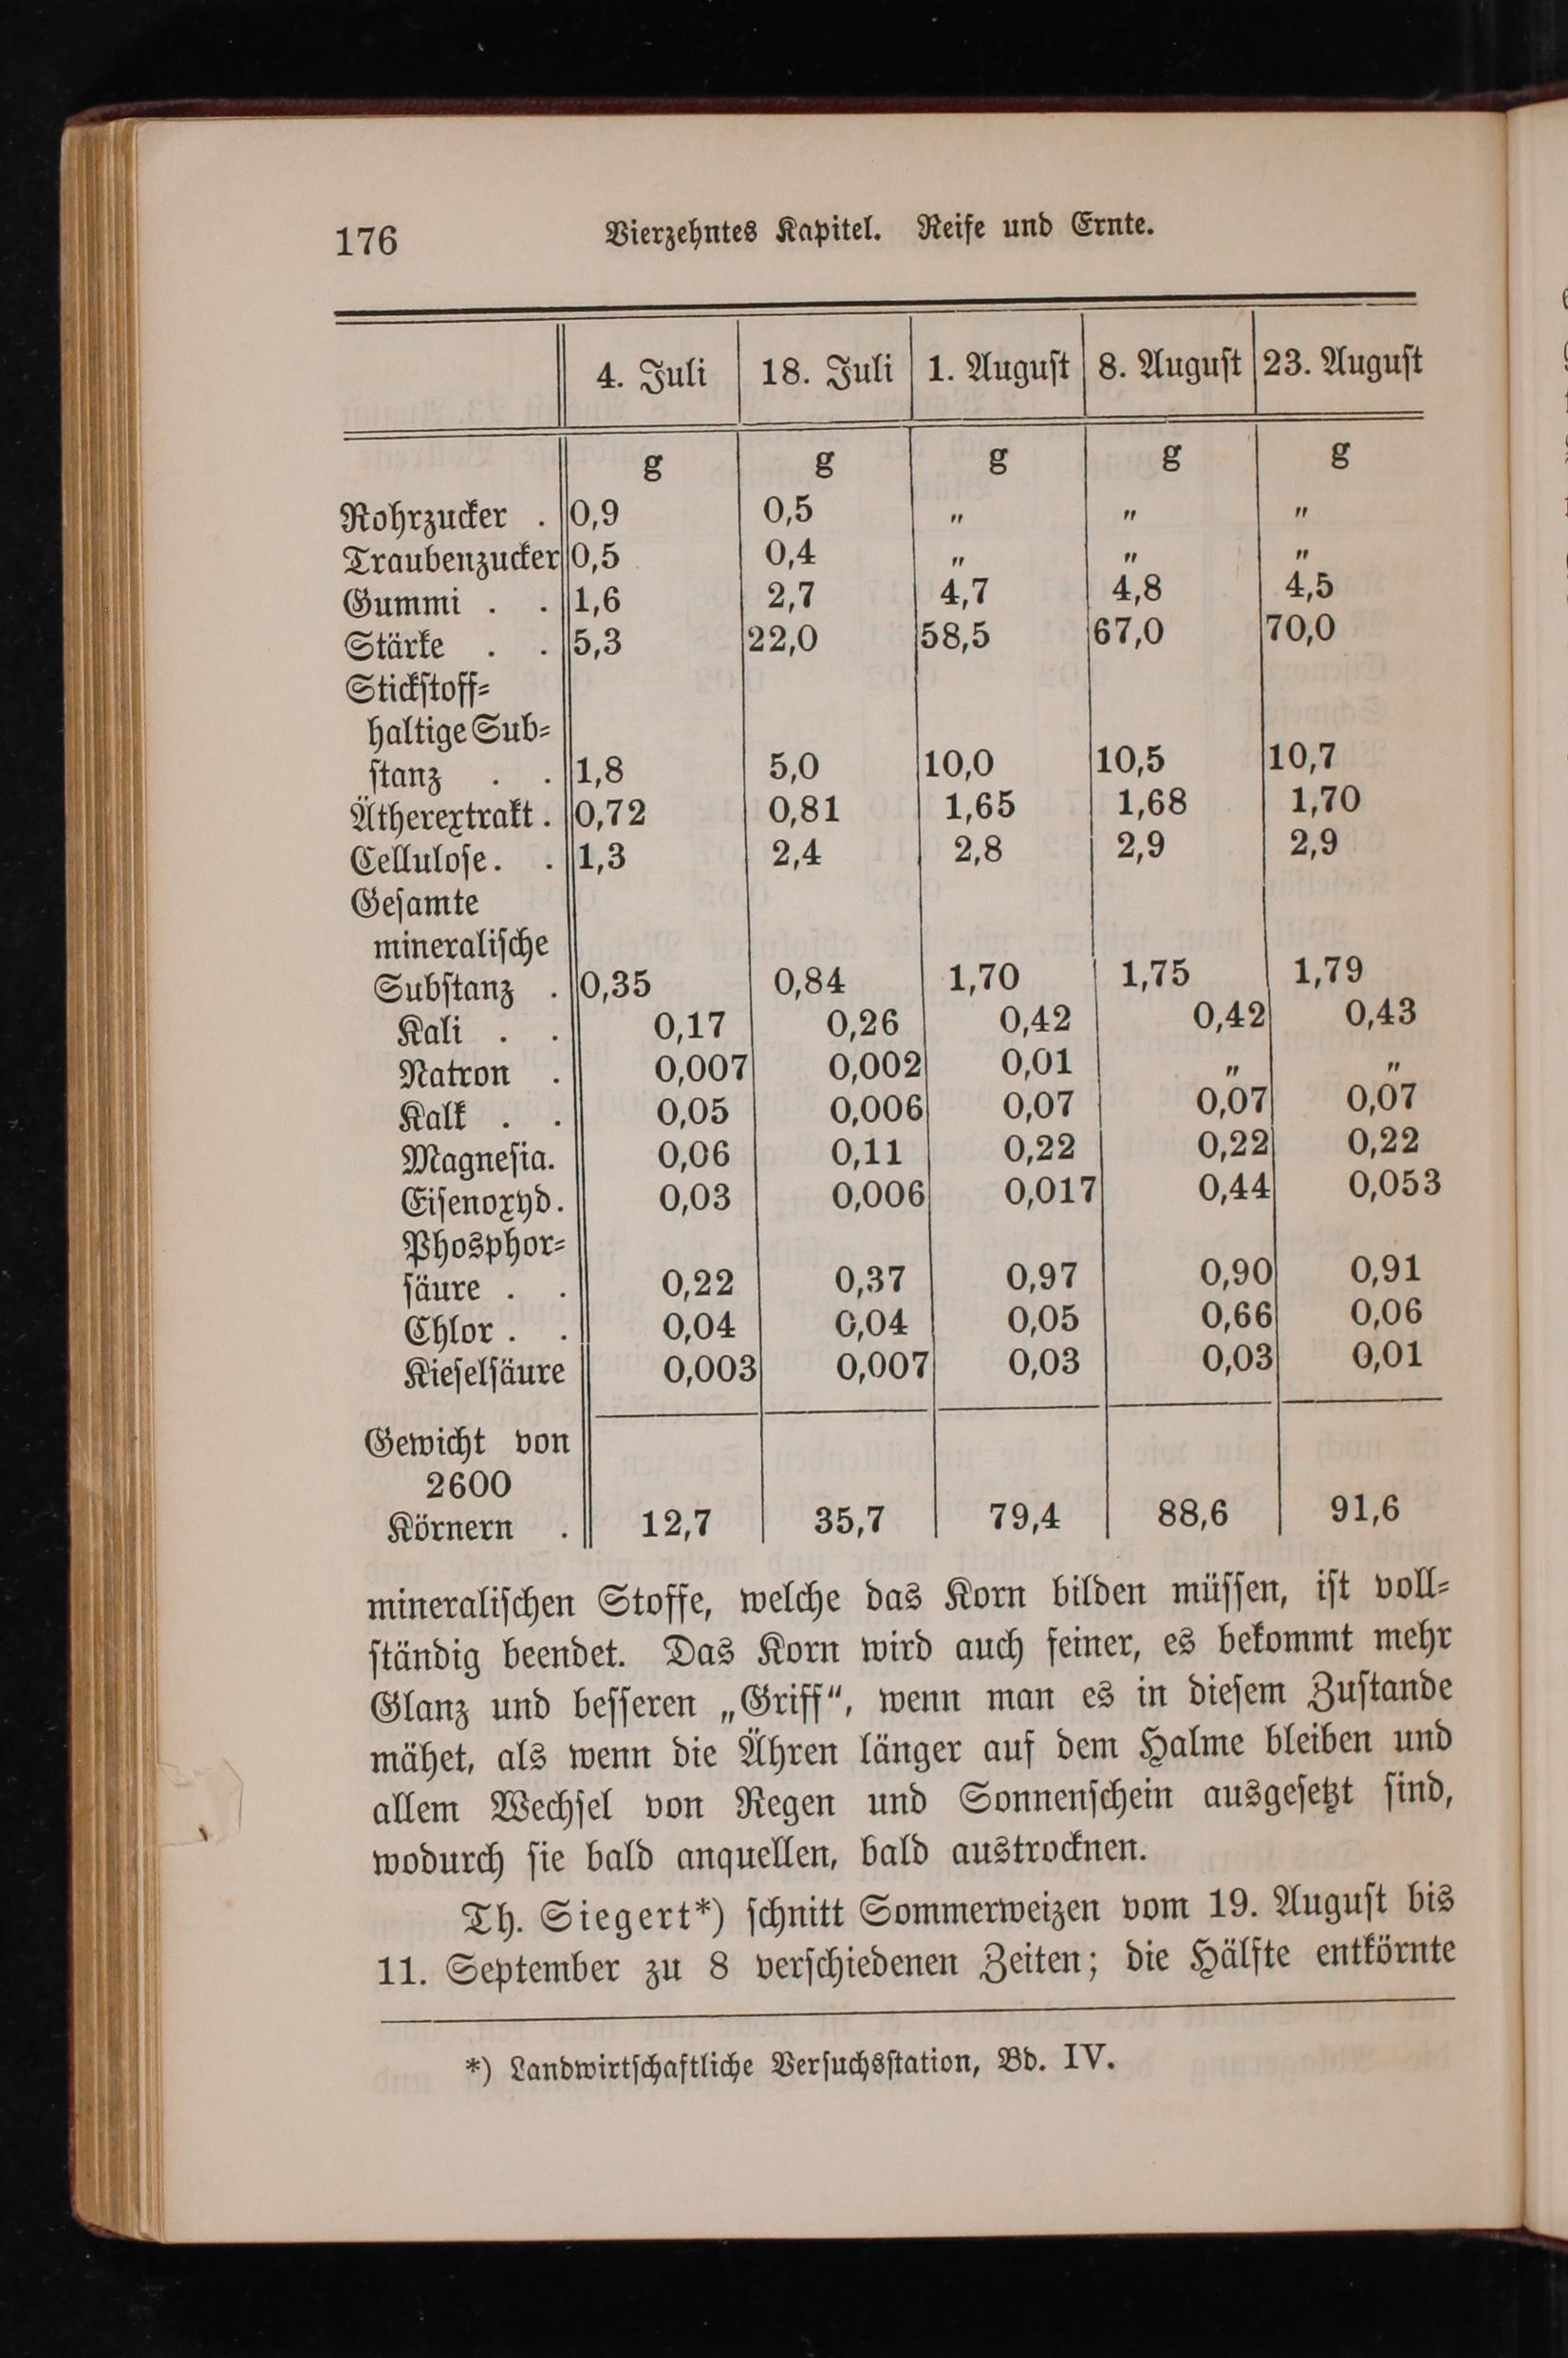 176 Vierzehntes Kapitel. Reife und Ernte.
4. Juli 18. Juli 1. August 8. August 23. August
g g g g g
Rohrzucker . 0,9 0,5 „ „ „
Traubenzucker 0,5 0,4 „ „ „
Gummi . . 1,6 2,7 4,7 4,8 4,5
Stärke . . 5,3 22,0 58,5 67,0 70,0
Stickſtoff=
haltige Sub=
ſtanz . . 1,8 5,0 10,0 10,5 10,7
Ätherextrakt . 0,72 0,81 1,65 1,68 1,70
Celluloſe . . 1,3 2,4 2,8 2,9 2,9
Geſamte
mineraliſche
Subſtanz . 0,35 0,84 1,70 1,75 1,79
Kali . . 0,17 0,26 0,42 0,42 0,43
Natron . 0,007 0,002 0,01 „ „
Kalk . . 0,05 0,006 0,07 0,07 0,07
Magneſia. 0,06 0,11 0,22 0,22 0,22
Eiſenoxyd. 0,03 0,006 0,017 0,44 0,053
Phosphor=
ſäure . . 0,22 0,37 0,97 0,90 0,91
Chlor . . 0,04 0,04 0,05 0,66 0,06
Kieſelſäure 0,003 0,007 0,03 0,03 0,01
Gewicht von
2600
Körnern . 12,7 35,7 79,4 88,6 91,6
mineraliſchen Stoffe, welche das Korn bilden müſſen, iſt voll=
ſtändig beendet. Das Korn wird auch feiner, es bekommt mehr
Glanz und beſſeren „Griff“, wenn man es in dieſem Zuſtande
mähet, als wenn die Ähren länger auf dem Halme bleiben und
allem Wechſel von Regen und Sonnenſchein ausgeſetzt ſind,
wodurch ſie bald anquellen, bald austrocknen.
Th. Siegert*) ſchnitt Sommerweizen vom 19. Auguſt bis
11. September zu 8 verſchiedenen Zeiten; die Hälfte entkörnte
*) Landwirtſchaftliche Verſuchsſtation, Bd. IV.